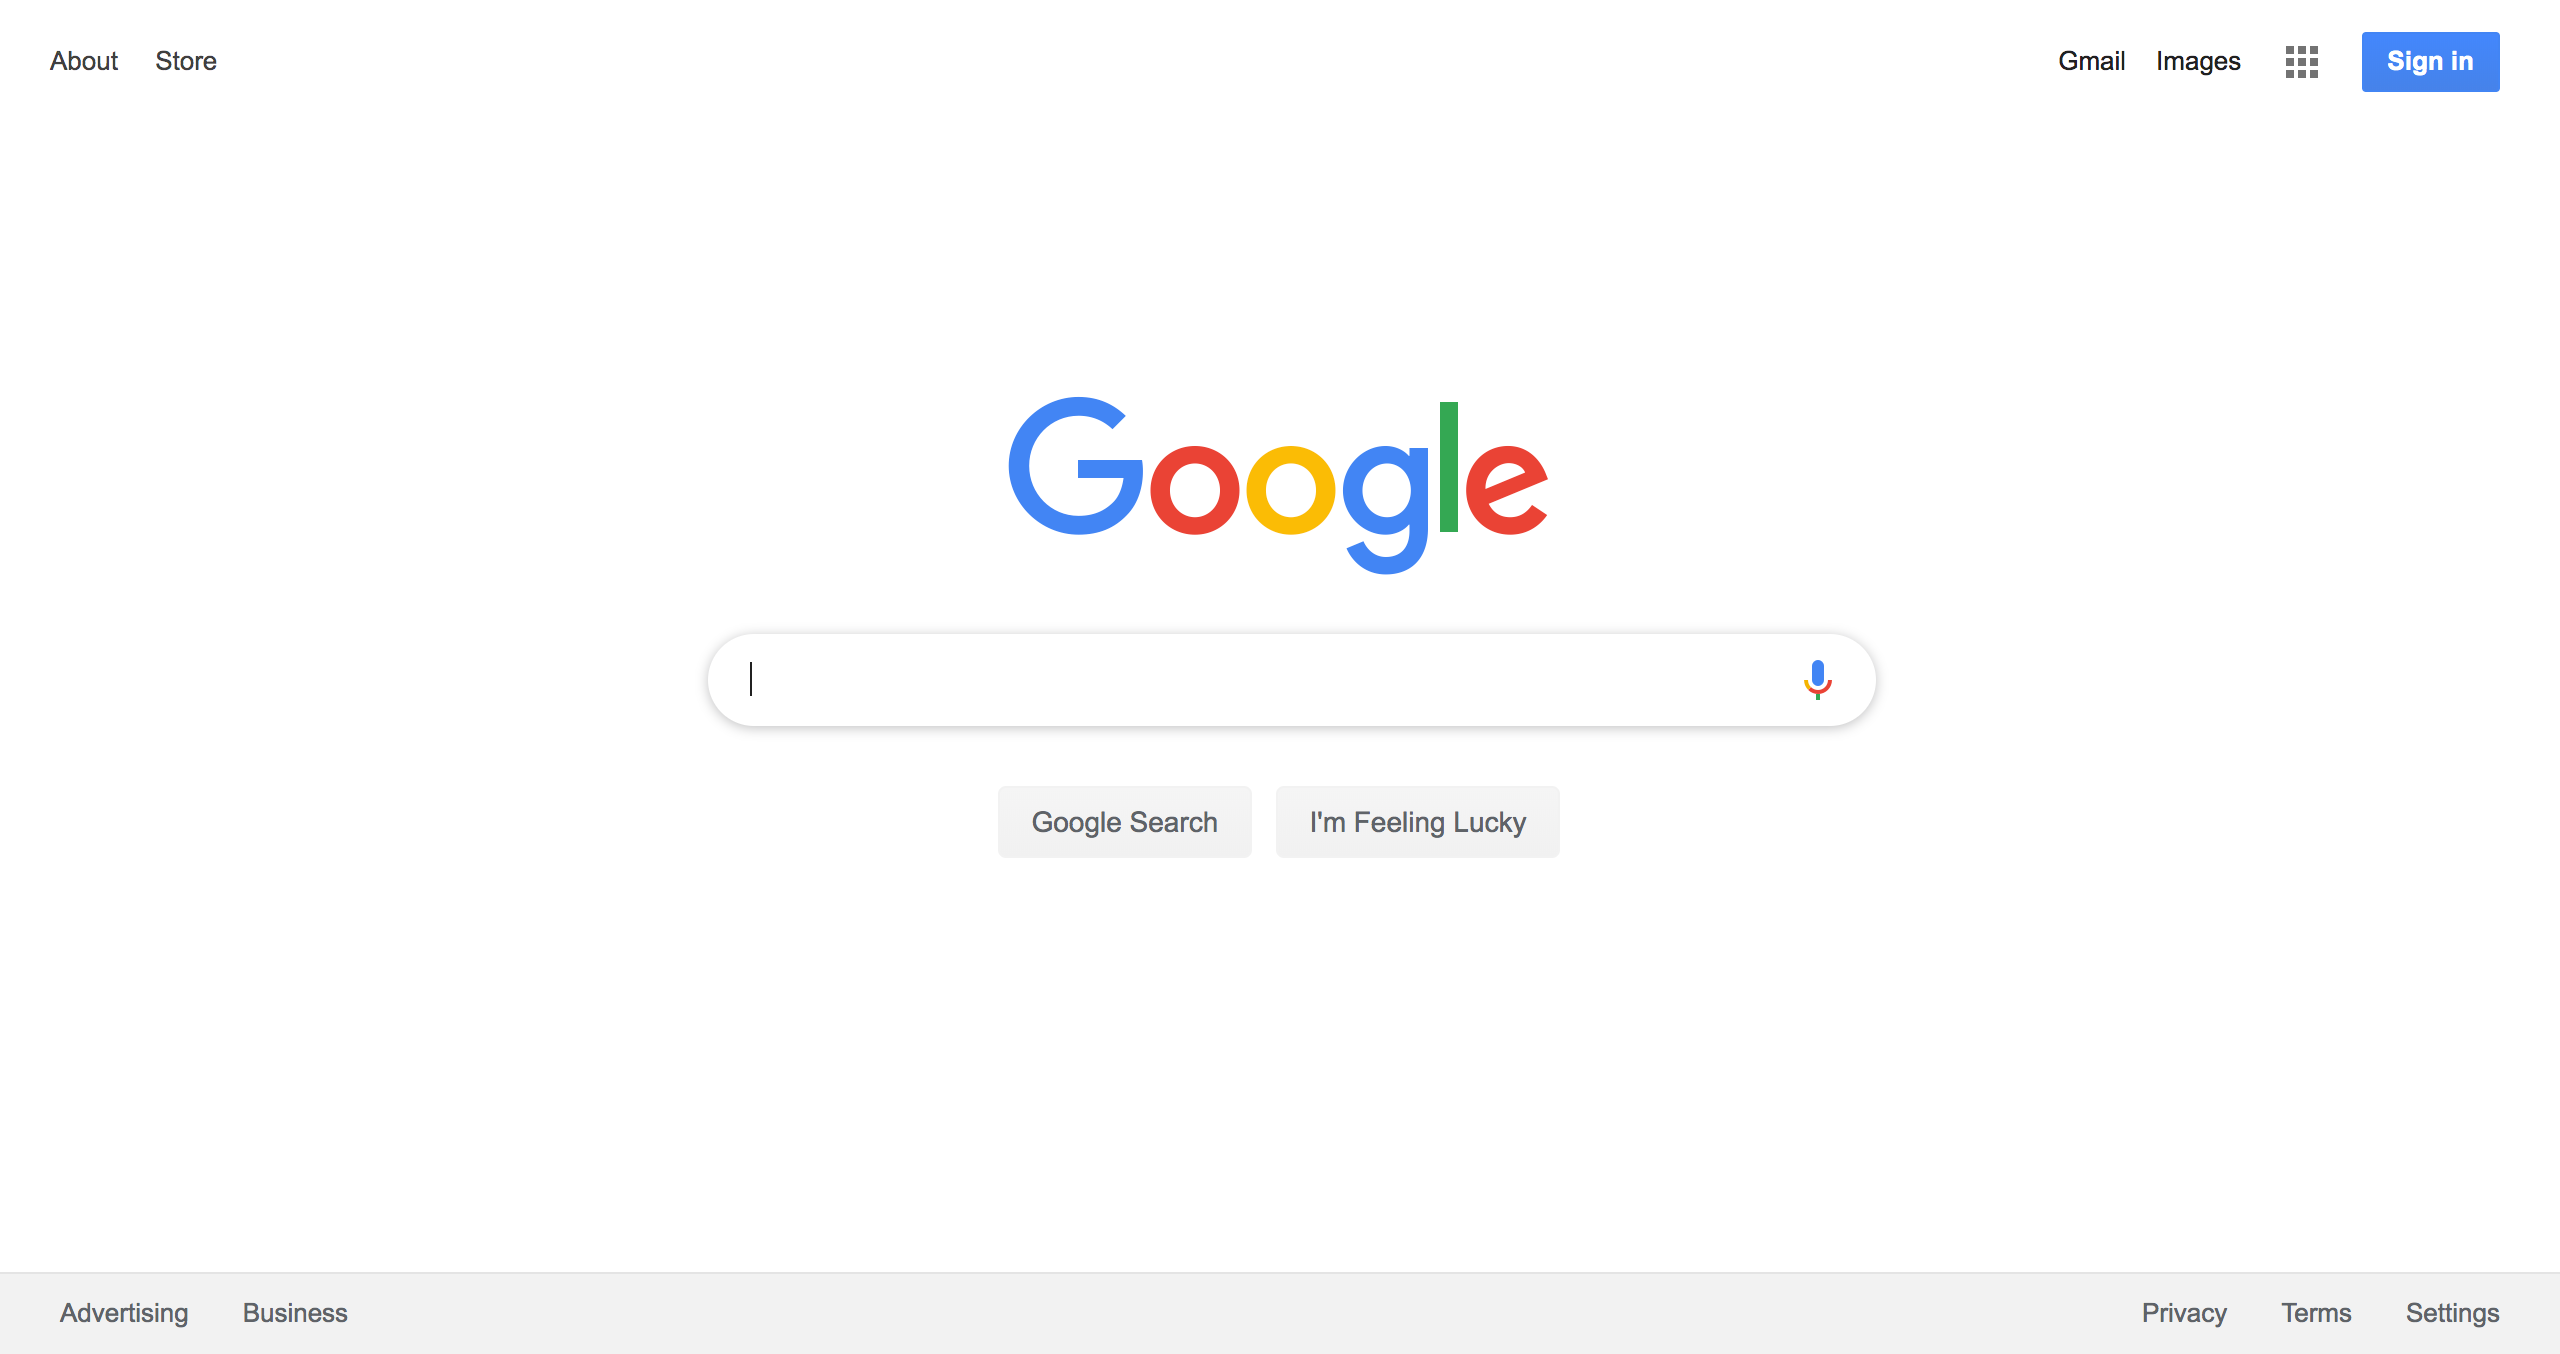 About Store Gmail Images Sign in
Google
Google Search I'm Feeling Lucky
Advertising Business Privacy Terms Settings